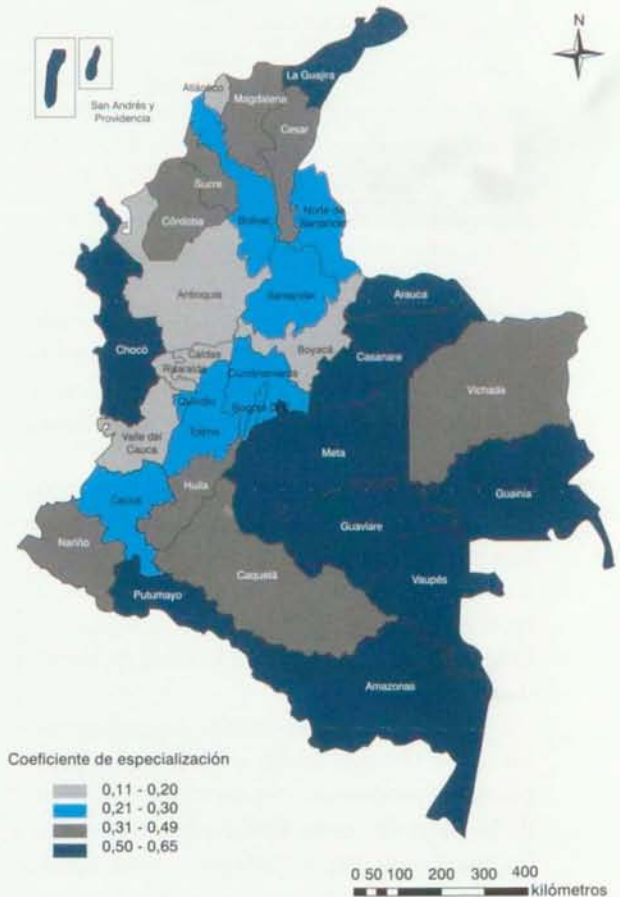 N
San Andrés y
Providencia
La Guajira
Atlántico
Magdalena
Cesar
Sucre
Córdoba
Bolívar
Norte de
Santander
Antioquia
Santander
Arauca
Chocó
Caldas
Risaralda
Boyacá
Casanare
Cundinamarca
Vichada
Quindío
Bogotá D.C.
Tolima
Valle del
Cauca
Meta
Guainía
Huila
Cauca
Guaviare
Nariño
Caquetá
Vaupés
Putumayo
Amazonas
Coeficiente de especialización
0,11 - 0,20
0,21 - 0,30
0,31 - 0,49
0,50 - 0,65
0 50 100 200 300 400
kilómetros